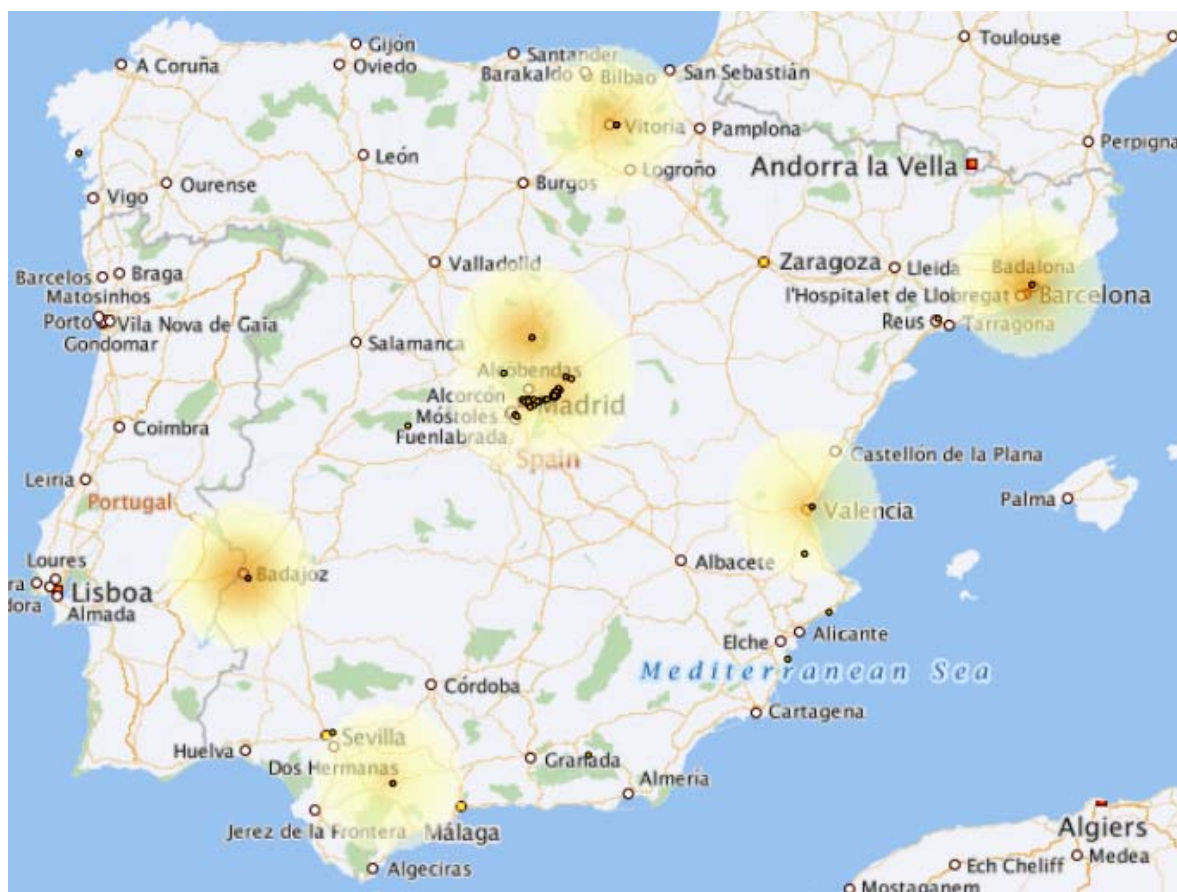 Gijón
Toulouse
A Coruña
Oviedo
Santander
Barakaldo
Bilbao
San Sebastián
Vitoria
Pamplona
Perpigna
León
Andorra la Vella
Logroño
Ourense
Burgos
Vigo
Barcelos
Braga
Valladolid
Zaragoza
Lleida
Badalona
Matosinhos
l'Hospitalet de Llobregat
Barcelona
Porto
Vila Nova de Gaia
Reus
Tarragona
Gondomar
Salamanca
Alcobendas
Alcorcón
Madrid
Móstoles
Coimbra
Fuenlabrada
Castellón de la Plana
Spain
Leiria
Portugal
Palma
Valencia
Loures
Badajoz
Albacete
ra
Lisboa
dora
Almada
Elche
Alicante
Mediterranean Sea
Córdoba
Cartagena
Sevilla
Huelva
Dos Hermanas
Granada
Almería
Jerez de la Frontera
Málaga
Algiers
Algeciras
Ech Cheliff
Medea
Mostaganem